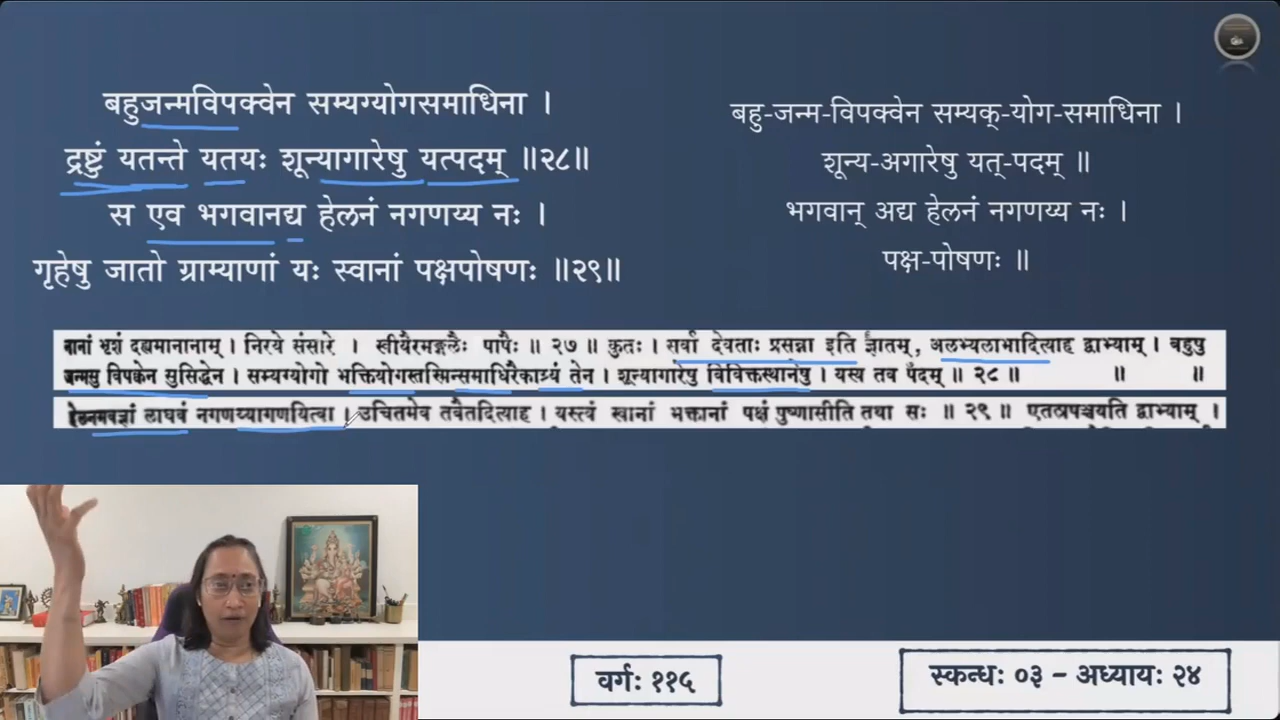 बहुजन्मविपक्वेन सम्यग्योगसमाधिना ।
द्रष्टुं यतन्ते यतयः शून्यागारेषु यत्पदम् ॥२८॥
स एव भगवानद्य हेलनं नगणय्य नः ।
गृहेषु जातो ग्राम्याणां यः स्वानां पक्षपोषणः ॥२९॥
बहु-जन्म-विपक्वेन सम्यक्-योग-समाधिना ।
शून्य-अगारेषु यत्-पदम् ॥
भगवान् अद्य हेलनं नगणय्य नः ।
पक्ष-पोषणः ॥
नानां भृशं दह्यमानानाम् । निरये संसारे । स्वीयैरमङ्गलैः पापैः ॥ २७ ॥ कुतः । सर्वा देवताः प्रसन्ना इति ज्ञातम्, अलभ्यलाभादित्याह द्वाभ्याम् । बहुषु
जन्मसु विपक्वेन सुसिद्धेन । सम्यग्योगो भक्तियोगस्तस्मिन्समाधिरैकाग्र्यं तेन । शून्यागारेषु विविक्तस्थानेषु । यस्य तव पदम् ॥ २८ ॥ ॥ ॥
हेलनमवज्ञां लाघवं नगणय्यागणयित्वा । उचितमेव तवैतदित्याह । यस्त्वं स्वानां भक्तानां पक्षं पुष्णासीति तथा सः ॥ २९ ॥ एतत्प्रपञ्चयति द्वाभ्याम् ।
वर्गः ११५
स्कन्धः ०३ – अध्यायः २४